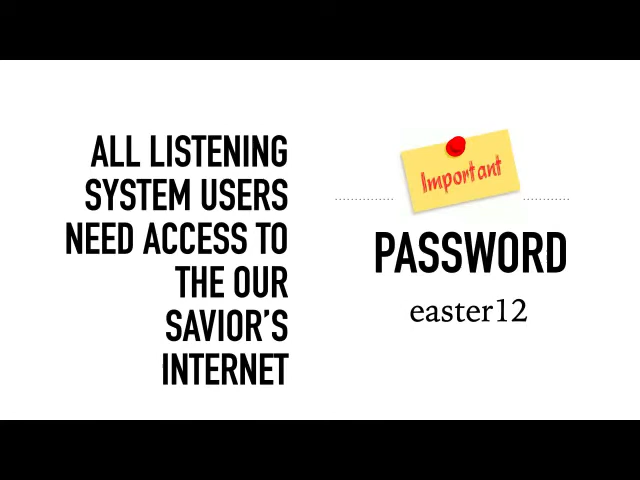 ALL LISTENING
SYSTEM USERS
NEED ACCESS TO
THE OUR
SAVIOR'S
INTERNET
Important
PASSWORD
easter12